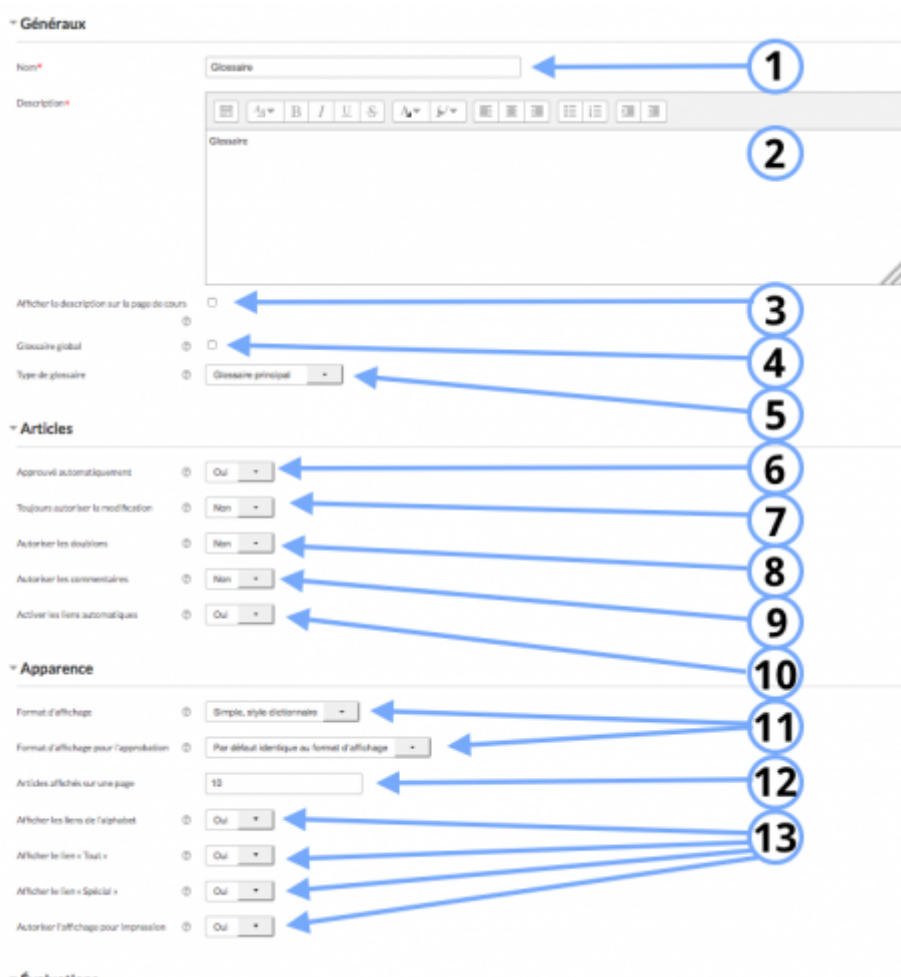 Généraux
Nom* Glossaire 1
Description* B I U S
Glossaire 2
Afficher la description sur la page de cours 3
Glossaire global 4
Type de glossaire Glossaire principal 5
Articles
Approuvé automatiquement Oui 6
Toujours autoriser la modification Non 7
Autoriser les doublons Non 8
Autoriser les commentaires Non 9
Activer les liens automatiques Oui 10
Apparence
Format d'affichage Simple, style dictionnaire 11
Format d'affichage pour l'approbation Par défaut identique au format d'affichage
Articles affichés sur une page 10 12
Afficher les liens de l'alphabet Oui 13
Afficher le lien « Tout » Oui
Afficher le lien « Spécial » Oui
Autoriser l'affichage pour impression Oui